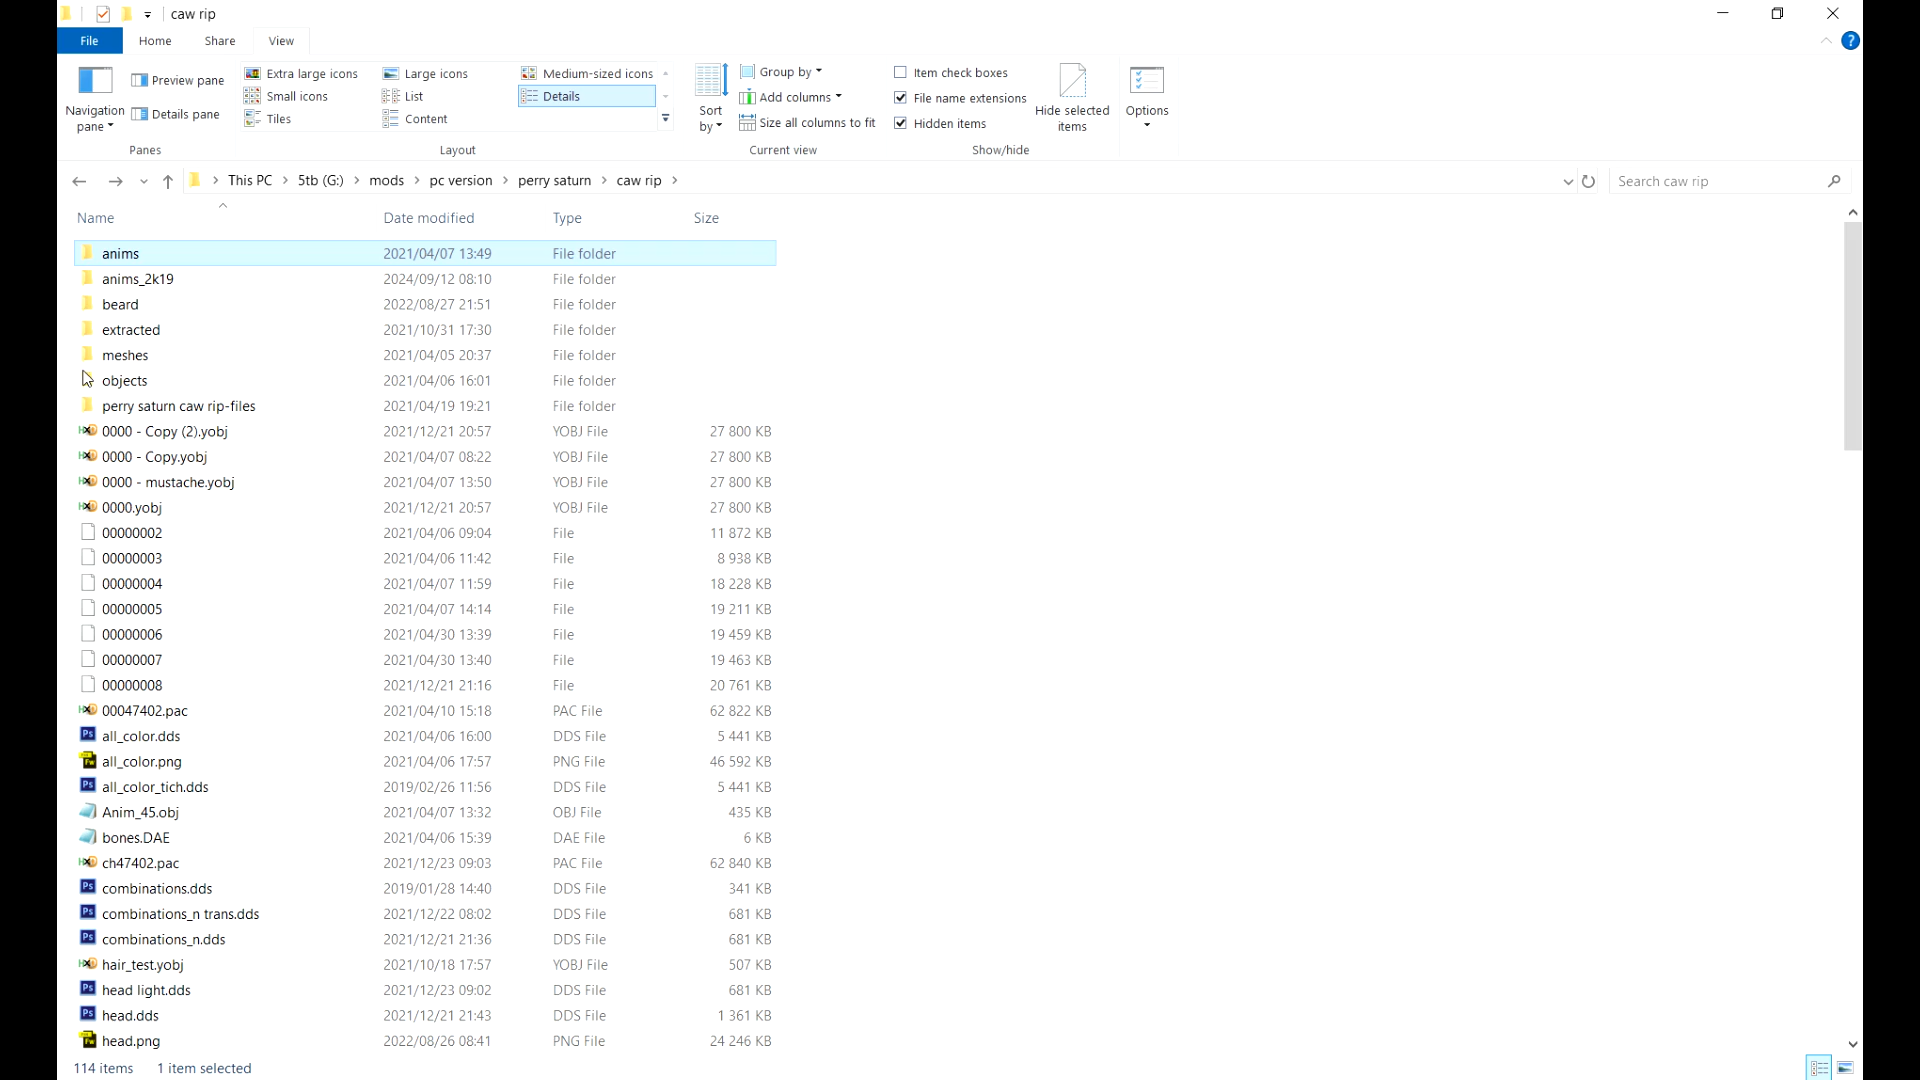 caw rip
File Home Share View
Navigation pane
Preview pane
Details pane
Panes
Extra large icons Large icons Medium-sized icons
Small icons List Details
Tiles Content
Layout
Sort by
Group by
Add columns
Size all columns to fit
Current view
Item check boxes
File name extensions
Hidden items
Hide selected items
Show/hide
Options
This PC > 5tb (G:) > mods > pc version > perry saturn > caw rip >
Search caw rip
Name Date modified Type Size
anims 2021/04/07 13:49 File folder
anims_2k19 2024/09/12 08:10 File folder
beard 2022/08/27 21:51 File folder
extracted 2021/10/31 17:30 File folder
meshes 2021/04/05 20:37 File folder
objects 2021/04/06 16:01 File folder
perry saturn caw rip-files 2021/04/19 19:21 File folder
0000 - Copy (2).yobj 2021/12/21 20:57 YOBJ File 27 800 KB
0000 - Copy.yobj 2021/04/07 08:22 YOBJ File 27 800 KB
0000 - mustache.yobj 2021/04/07 13:50 YOBJ File 27 800 KB
0000.yobj 2021/12/21 20:57 YOBJ File 27 800 KB
00000002 2021/04/06 09:04 File 11 872 KB
00000003 2021/04/06 11:42 File 8 938 KB
00000004 2021/04/07 11:59 File 18 228 KB
00000005 2021/04/07 14:14 File 19 211 KB
00000006 2021/04/30 13:39 File 19 459 KB
00000007 2021/04/30 13:40 File 19 463 KB
00000008 2021/12/21 21:16 File 20 761 KB
00047402.pac 2021/04/10 15:18 PAC File 62 822 KB
all_color.dds 2021/04/06 16:00 DDS File 5 441 KB
all_color.png 2021/04/06 17:57 PNG File 46 592 KB
all_color_tich.dds 2019/02/26 11:56 DDS File 5 441 KB
Anim_45.obj 2021/04/07 13:32 OBJ File 435 KB
bones.DAE 2021/04/06 15:39 DAE File 6 KB
ch47402.pac 2021/12/23 09:03 PAC File 62 840 KB
combinations.dds 2019/01/28 14:40 DDS File 341 KB
combinations_n trans.dds 2021/12/22 08:02 DDS File 681 KB
combinations_n.dds 2021/12/21 21:36 DDS File 681 KB
hair_test.yobj 2021/10/18 17:57 YOBJ File 507 KB
head light.dds 2021/12/23 09:02 DDS File 681 KB
head.dds 2021/12/21 21:43 DDS File 1 361 KB
head.png 2022/08/26 08:41 PNG File 24 246 KB
114 items 1 item selected